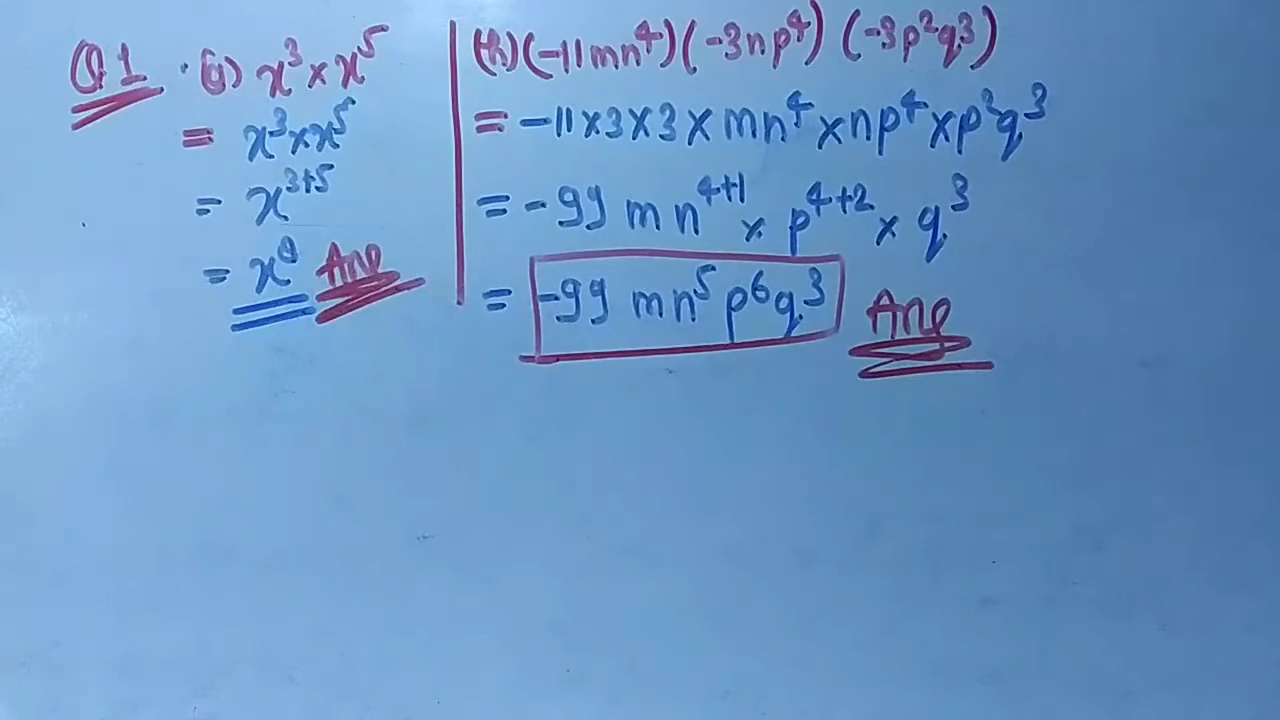 Q1 (a) x³ × x⁵
= x³ × x⁵
= x³⁺⁵
= x⁸ Ans
(h) (-11mn⁴) (-3np⁴) (-3p²q³)
= -11×3×3×mn⁴×np⁴×p²q³
= -99 mn⁴⁺¹ × p⁴⁺² × q³
= -99 mn⁵p⁶q³ Ans